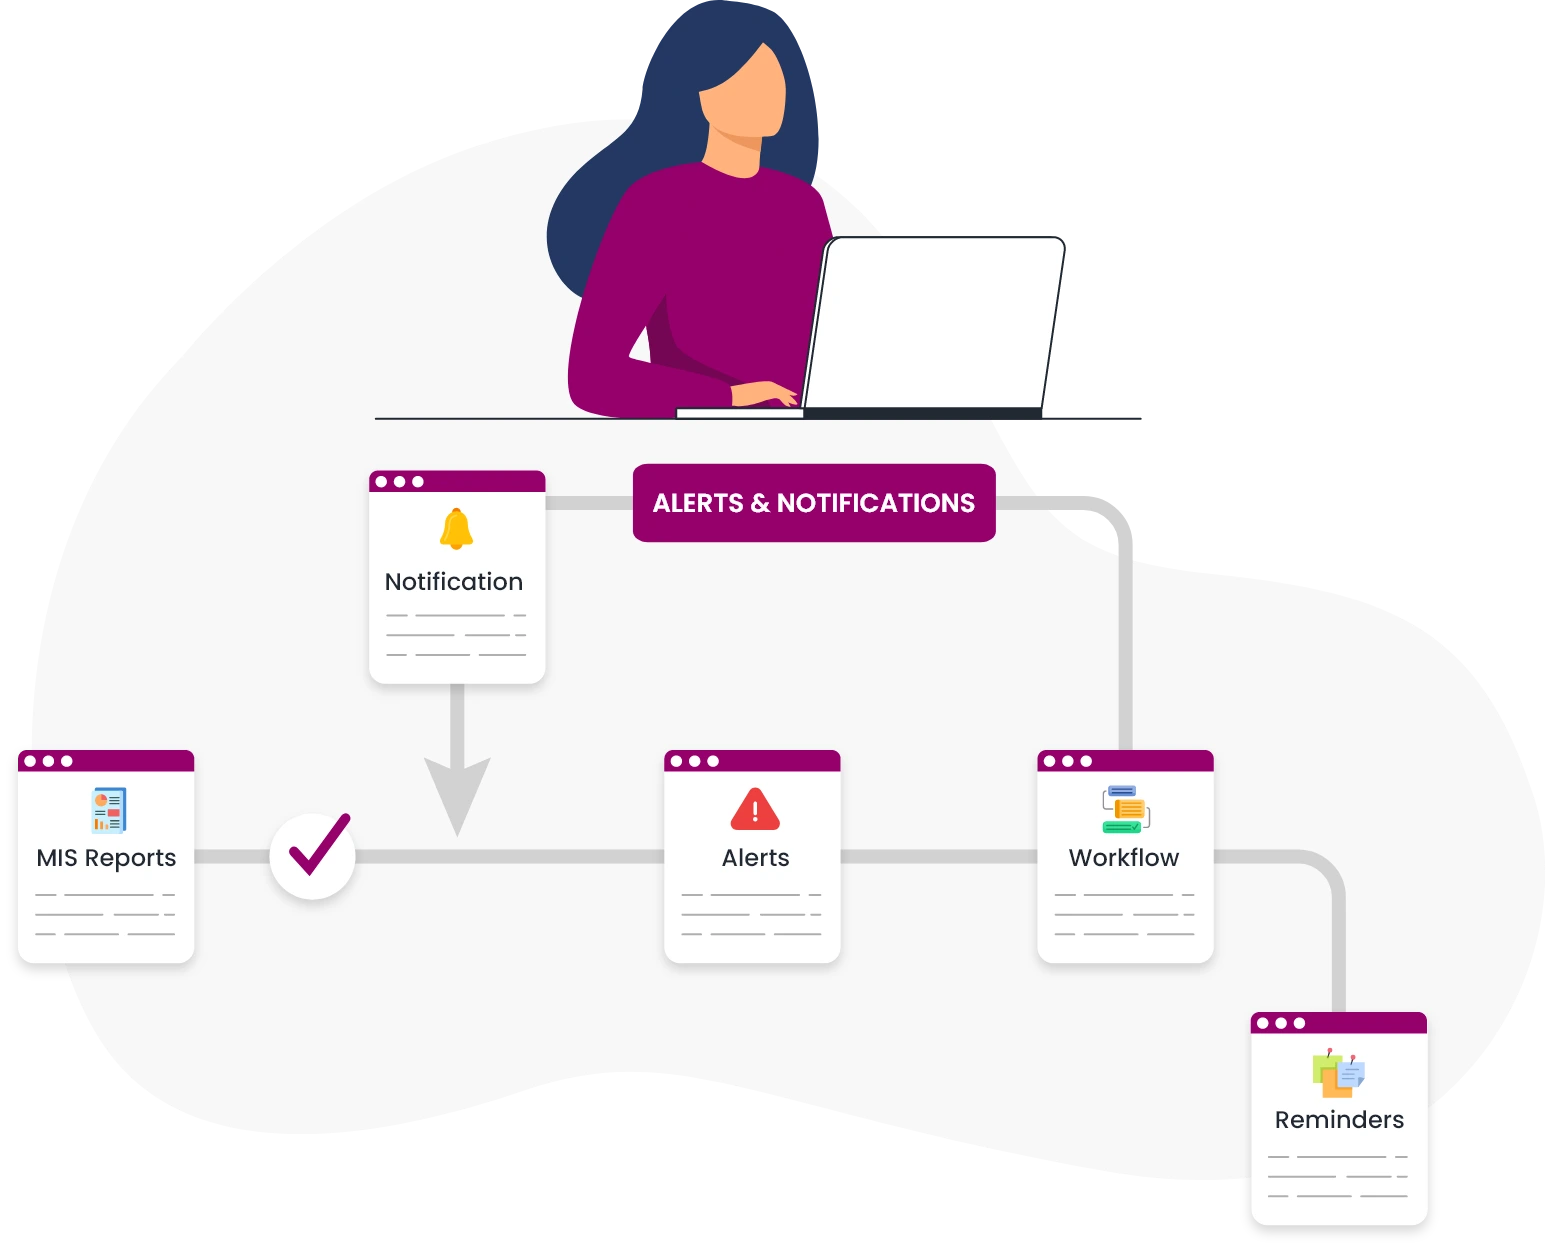 ALERTS & NOTIFICATIONS
Notification
MIS Reports
Alerts
Workflow
Reminders